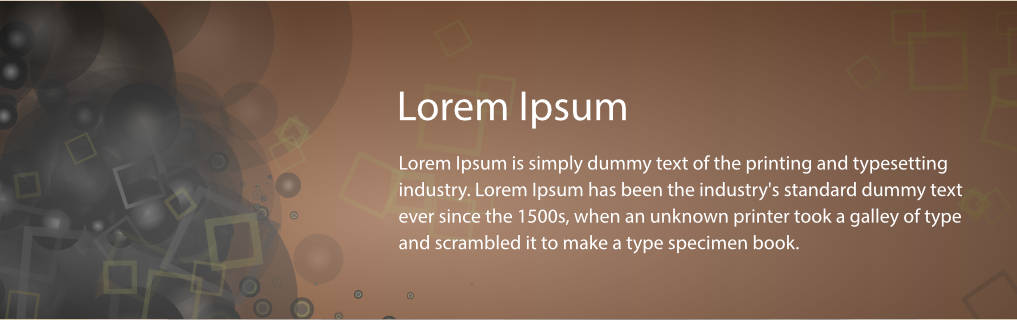 Lorem Ipsum
Lorem Ipsum is simply dummy text of the printing and typesetting
industry. Lorem Ipsum has been the industry's standard dummy text
ever since the 1500s, when an unknown printer took a galley of type
and scrambled it to make a type specimen book.